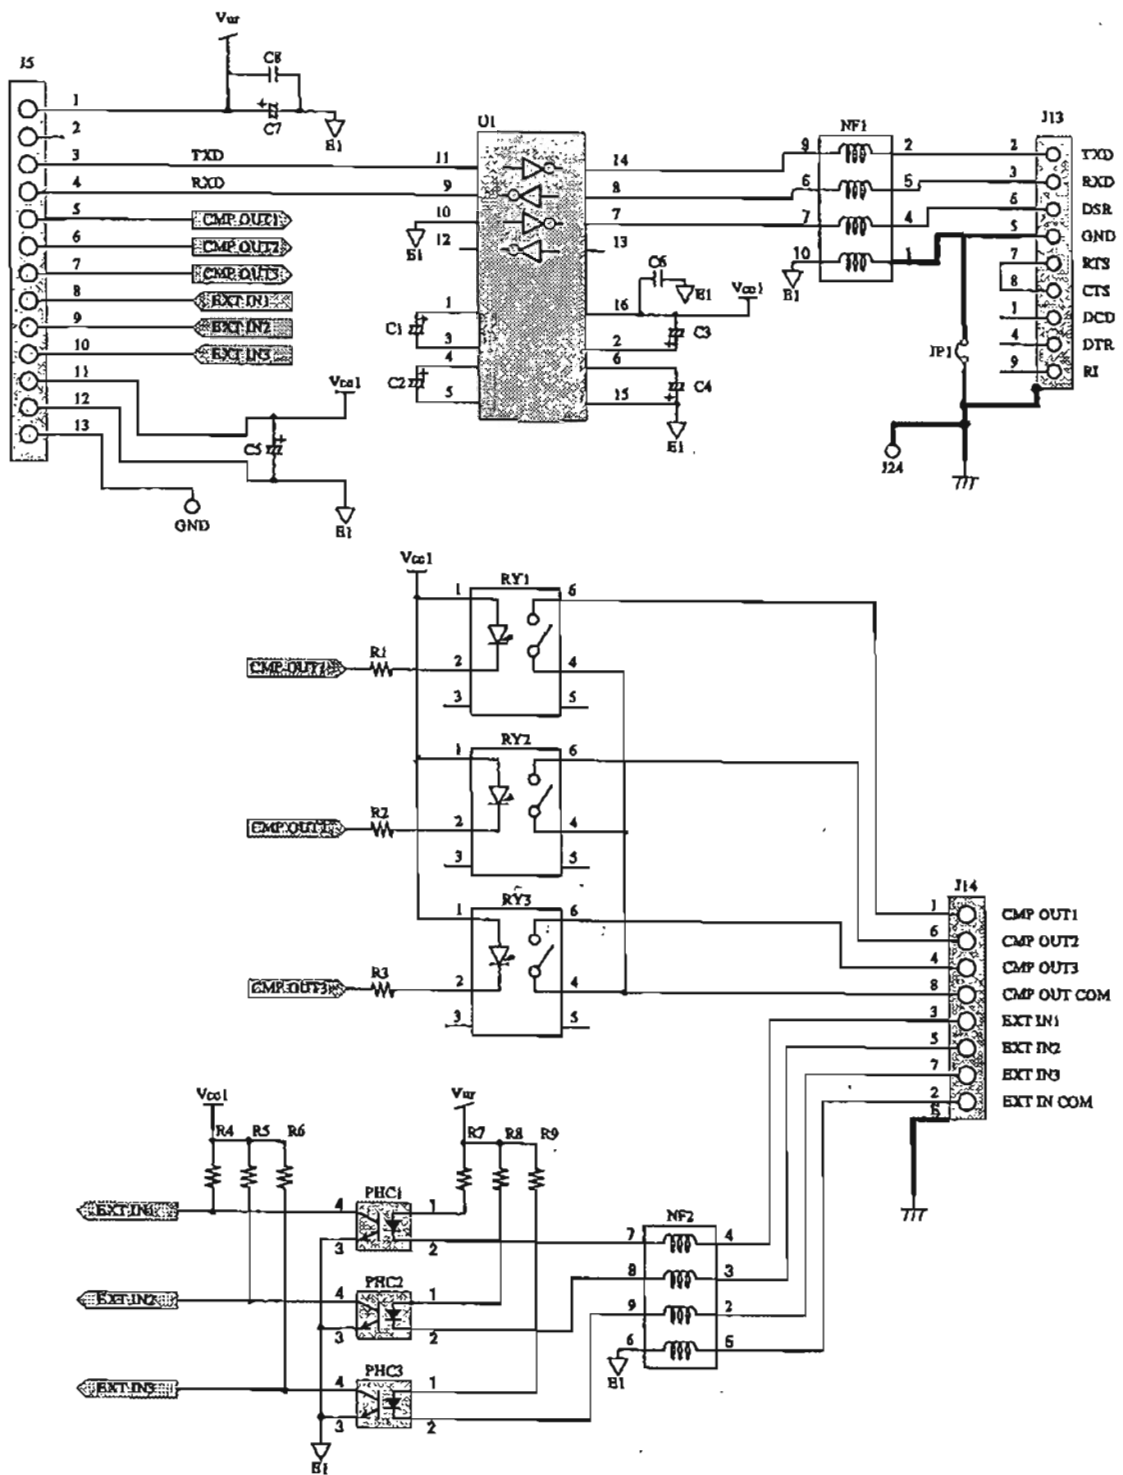 Vur
J5
C8
1
C7
E1
2
3 TXD
4 RXD
5 CMP OUT1
6 CMP OUT2
7 CMP OUT3
8 EXT IN1
9 EXT IN2
10 EXT IN3
11
12
13
Vcc1
C5
GND
E1
U1
11 14
9 8
10 7
E1
12 13
C6
E1
Vcc1
1 16
C1
C3
3 2
4 6
C2
C4
5 15
E1
NF1
9 2
6 5
7 4
10 1
E1
J13
2 TXD
3 RXD
6 DSR
5 GND
7 RTS
8 CTS
1 DCD
4 DTR
9 RI
JP1
J24
Vcc1
RY1
1 6
CMP OUT1 R1 2 4
3 5
RY2
1 6
R2 2 4
3 5
RY3
1 6
CMP OUT3 R3 2 4
3 5
J14
1 CMP OUT1
6 CMP OUT2
4 CMP OUT3
8 CMP OUT COM
3 EXT IN1
5 EXT IN2
7 EXT IN3
2 EXT IN COM
E
Vcc1
R4 R5 R6
Vur
R7 R8 R9
PHC1
EXT IN1 4 1
3 2
PHC2
EXT IN2 4 1
3 2
PHC3
EXT IN3 4 1
3 2
E1
NF2
7 4
8 3
9 2
6 5
E1